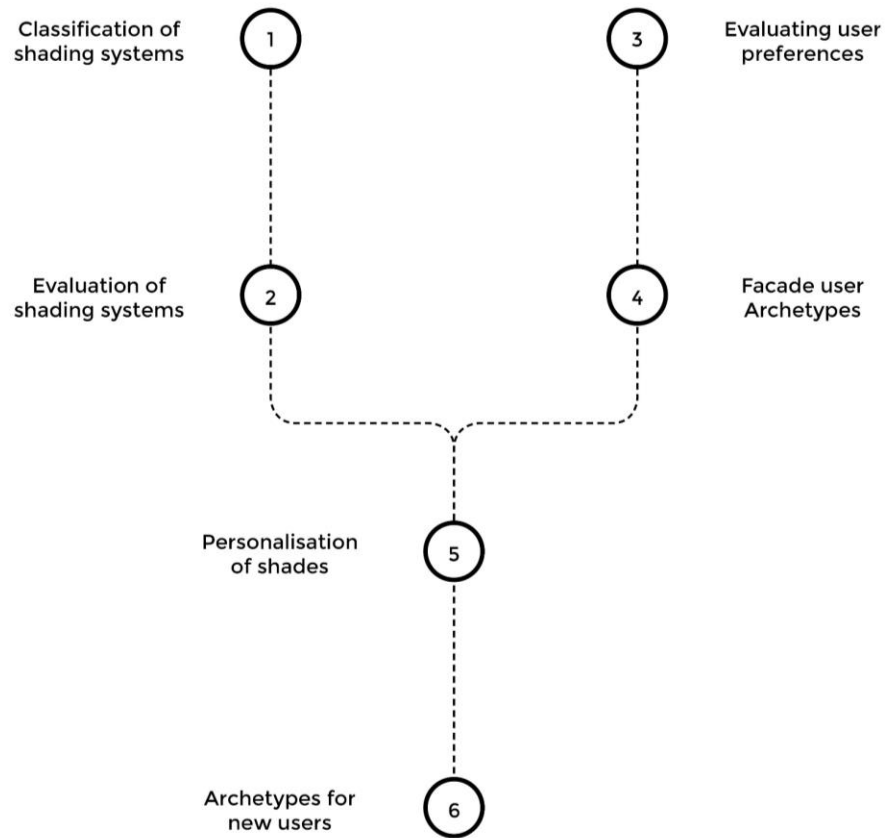 Classification of
shading systems
1
3
Evaluating user
preferences
Evaluation of
shading systems
2
4
Facade user
Archetypes
Personalisation
of shades
5
Archetypes for
new users
6